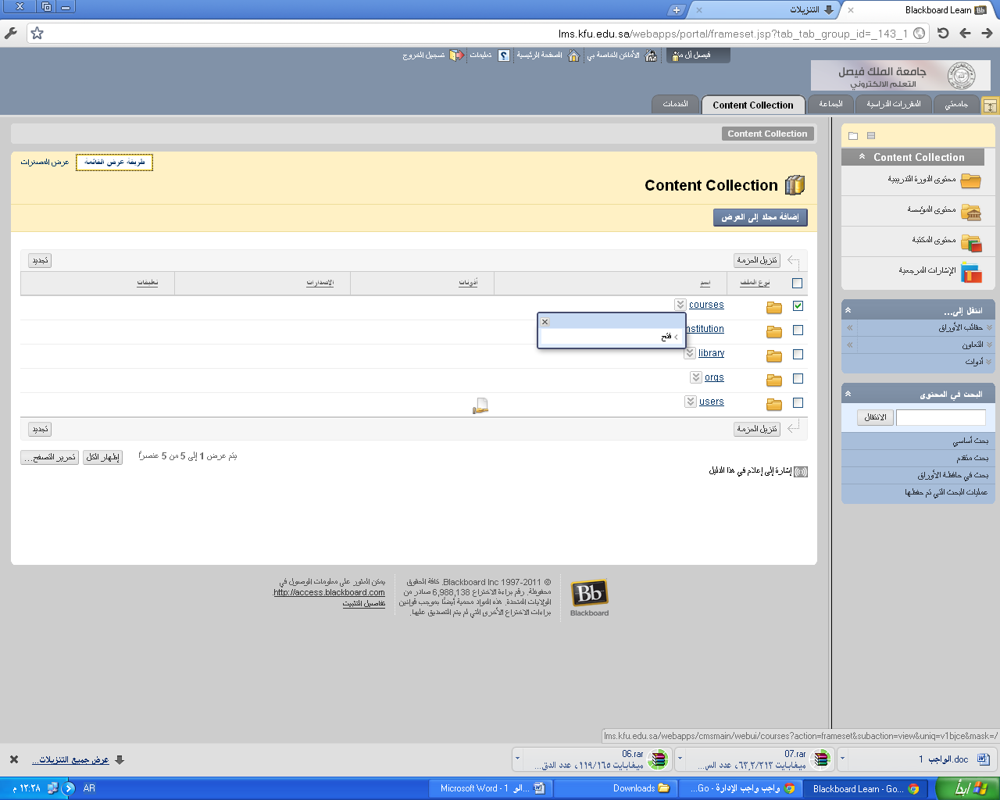 Blackboard Learn
التنزيلات
lms.kfu.edu.sa/webapps/portal/frameset.jsp?tab_tab_group_id=_143_1
الأماكن الخاصة بي
الصفحة الرئيسية
تعليمات
تسجيل الخروج
جامعة الملك فيصل
التعلم الالكتروني
جامعتي
المقررات الدراسية
الجماعة
Content Collection
الخدمات
Content Collection
Content Collection
محتوى الدورة التدريبية
محتوى المؤسسة
محتوى المكتبة
الإشارات المرجعية
انتقل إلى...
حقائب الأوراق
التعاون
أدوات
البحث في المحتوى
الانتقال
بحث أساسي
بحث متقدم
بحث في حافظة الأوراق
عمليات البحث التي تم حفظها
طريقة عرض القائمة
عرض المصغرات
Content Collection
إضافة مجلد إلى العرض
تنزيل الحزمة
تجديد
نوع الملف
اسم
أذونات
الإصدارات
تعليقات
courses
فتح
nstitution
library
orgs
users
تنزيل الحزمة
تجديد
يتم عرض 1 إلى 5 من 5 عنصراً
إظهار الكل
تحرير التصفح...
إشارة إلى إعلام في هذا الدليل
© 1997-2011 Blackboard Inc. كافة الحقوق
محفوظة. رقم براءة الاختراع 6,988,138 صادر من
الولايات المتحدة. هذه المواد محمية أيضًا بموجب قوانين
براءات الاختراع الأخرى التي لم يتم التصديق عليها.
يمكن العثور على معلومات الوصول في
http://access.blackboard.com.
تفاصيل التثبيت
Bb
Blackboard
lms.kfu.edu.sa/webapps/cmsmain/webui/courses?action=frameset&subaction=view&uniq=v1bjce&mask=/
الواجب 1.doc
07.rar
٦٣٫٢/٢١٣ ميغابايت، عدد الس...
06.rar
١١٩/١٦٥ ميغابايت، عدد الدق...
عرض جميع التنزيلات...
ابدأ
Blackboard Learn - Go...
واجب واجب الإدارة - Go...
Downloads
الو... 1 - Microsoft Word
AR
١٢:٢٨ م